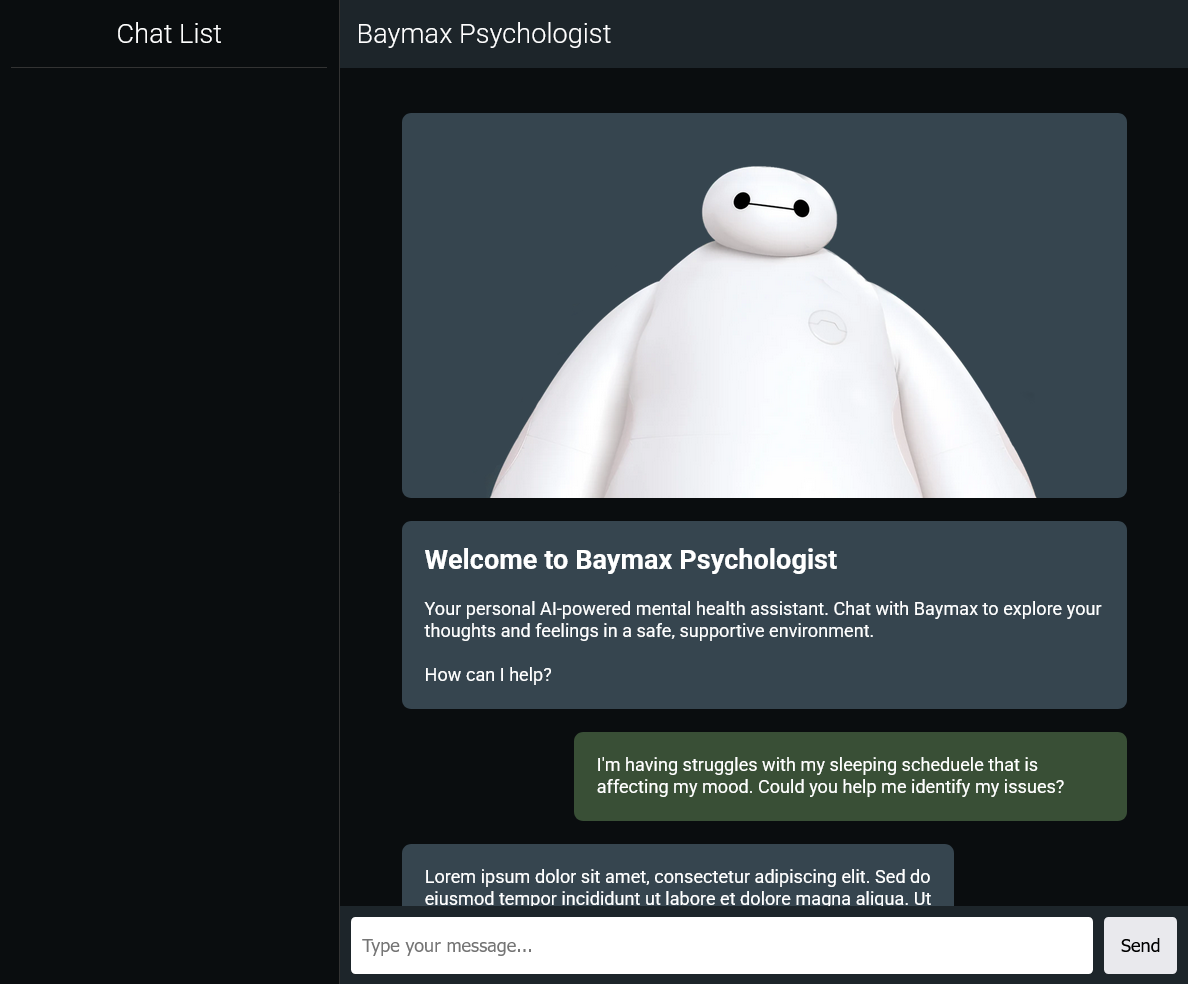 Chat List
Baymax Psychologist
Welcome to Baymax Psychologist
Your personal AI-powered mental health assistant. Chat with Baymax to explore your
thoughts and feelings in a safe, supportive environment.
How can I help?
I'm having struggles with my sleeping scheduele that is
affecting my mood. Could you help me identify my issues?
Lorem ipsum dolor sit amet, consectetur adipiscing elit. Sed do
eiusmod tempor incididunt ut labore et dolore magna aliqua. Ut
Type your message...
Send